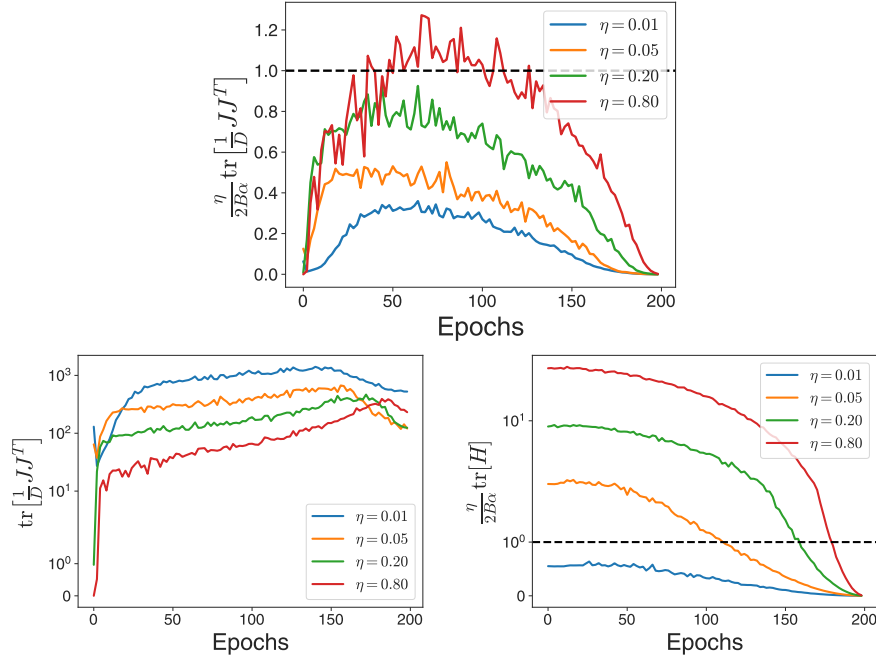 η/2Bα tr[1/D JJ^T]
1.2
1.0
0.8
0.6
0.4
0.2
0.0
η = 0.01
η = 0.05
η = 0.20
η = 0.80
0
50
100
150
200
Epochs
tr[1/D JJ^T]
10^3
10^2
10^1
10^0
0
η = 0.01
η = 0.05
η = 0.20
η = 0.80
0
50
100
150
200
Epochs
η/2Bα tr[H]
10^1
10^0
0
η = 0.01
η = 0.05
η = 0.20
η = 0.80
0
50
100
150
200
Epochs